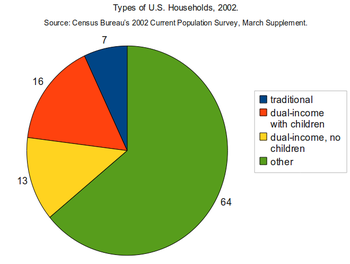 Types of U.S. Households, 2002.
Source: Census Bureau's 2002 Current Population Survey, March Supplement.
7
16
13
64
traditional
dual-income
with children
dual-income, no
children
other